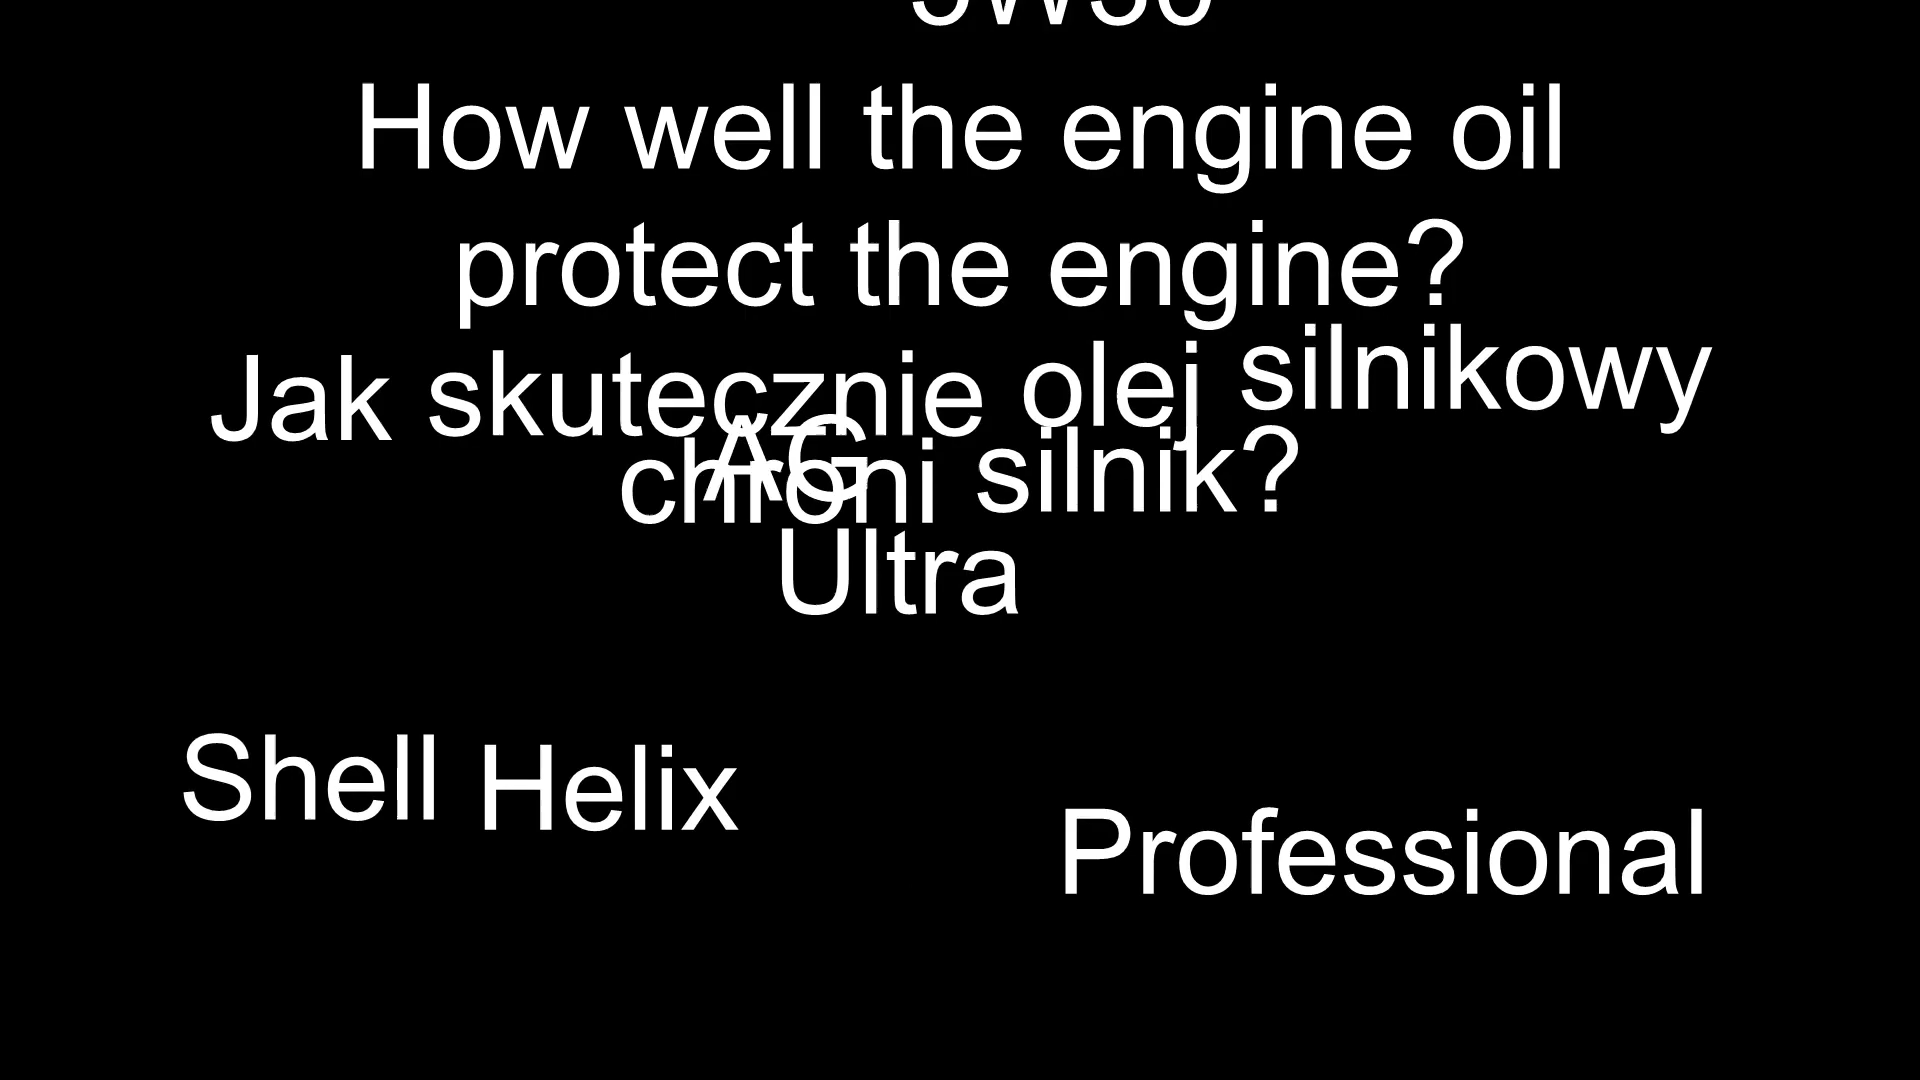 How well the engine oil
protect the engine?
Jak skutecznie olej silnikowy
chroni silnik?
AG
Ultra
Shell Helix
Professional